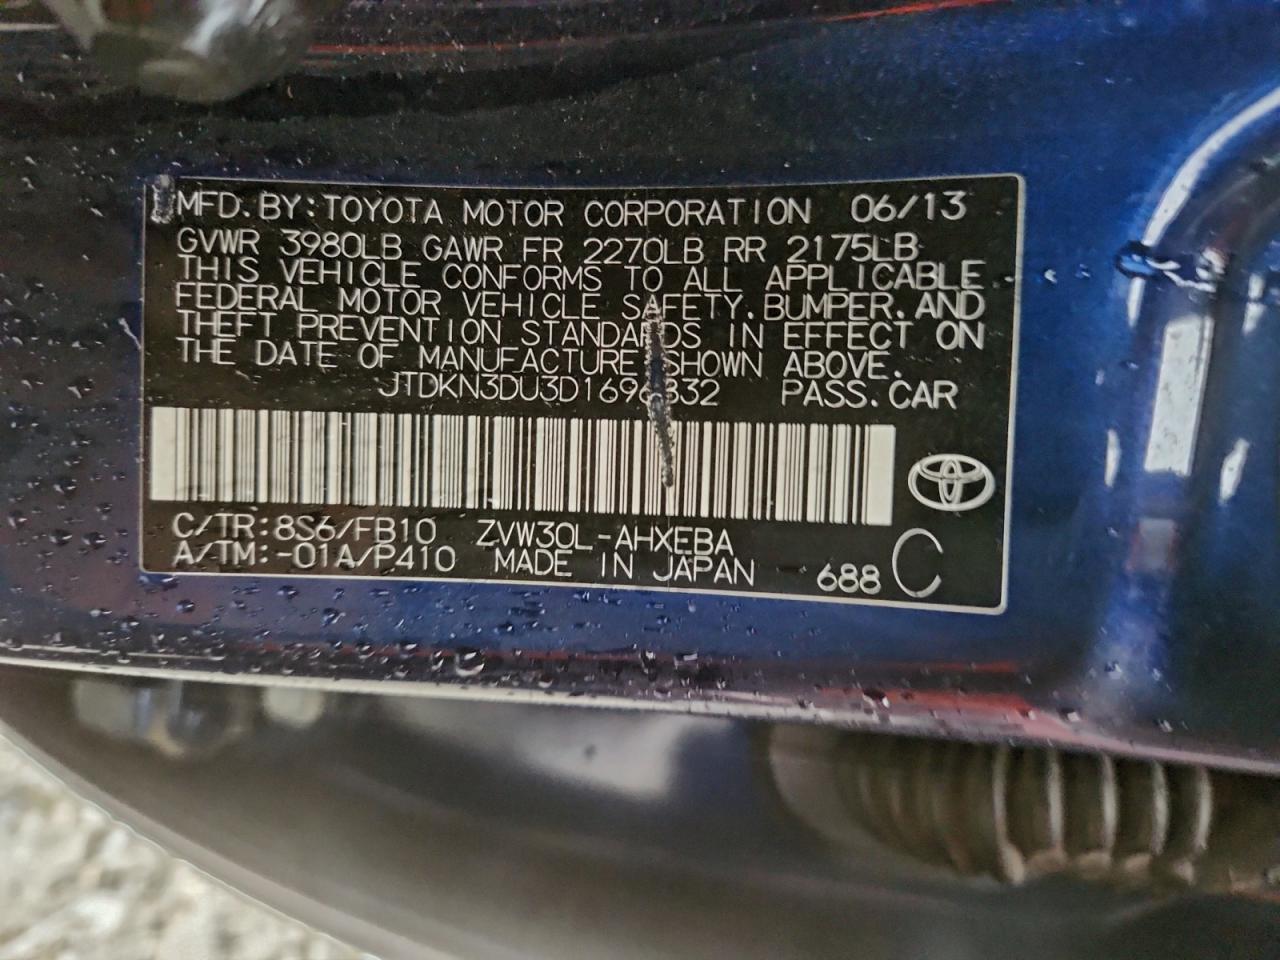 MFD. BY: TOYOTA MOTOR CORPORATION 06/13
GVWR 3980LB GAWR FR 2270LB RR 2175LB
THIS VEHICLE CONFORMS TO ALL APPLICABLE
FEDERAL MOTOR VEHICLE SAFETY. BUMPER. AND
THEFT PREVENTION STANDARDS IN EFFECT ON
THE DATE OF MANUFACTURE SHOWN ABOVE.
JTDKN3DU3D1696832 PASS. CAR
C/TR: 8S6/FB10 ZVW30L-AHXEBA
A/TM: -01A/P410 MADE IN JAPAN 688 C